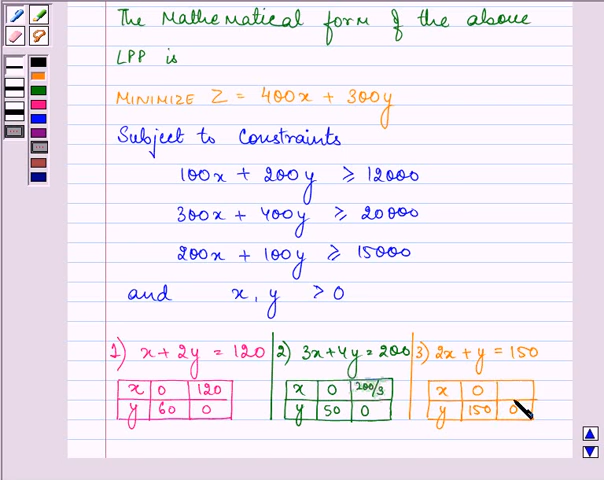 The Mathematical form of the above
LPP is
MINIMIZE Z = 400x + 300y
Subject to Constraints
100x + 200y ⩾ 12000
300x + 400y ⩾ 20000
200x + 100y ⩾ 15000
and x, y > 0
1) x + 2y = 120 2) 3x + 4y = 200 3) 2x + y = 150
x 0 120 x 0 200/3 x 0
y 60 0 y 50 0 y 150 0